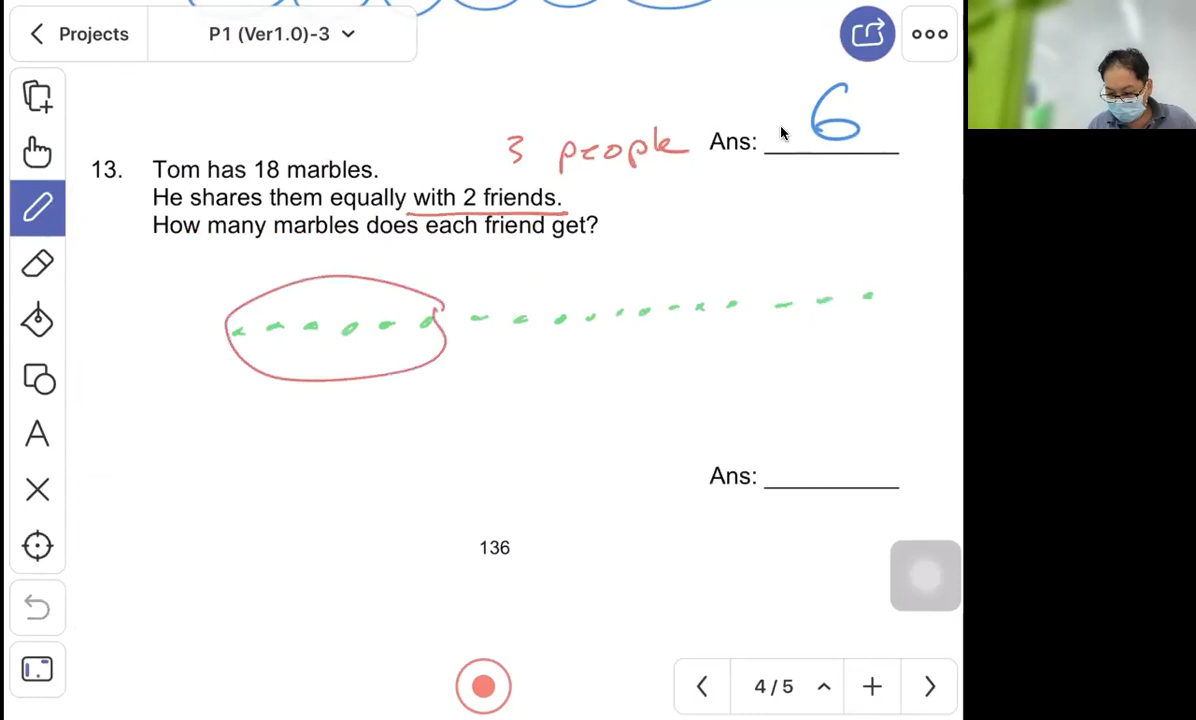 Projects
P1 (Ver1.0)-3
Ans: 6
3 people
13. Tom has 18 marbles.
He shares them equally with 2 friends.
How many marbles does each friend get?
Ans:
136
4 / 5